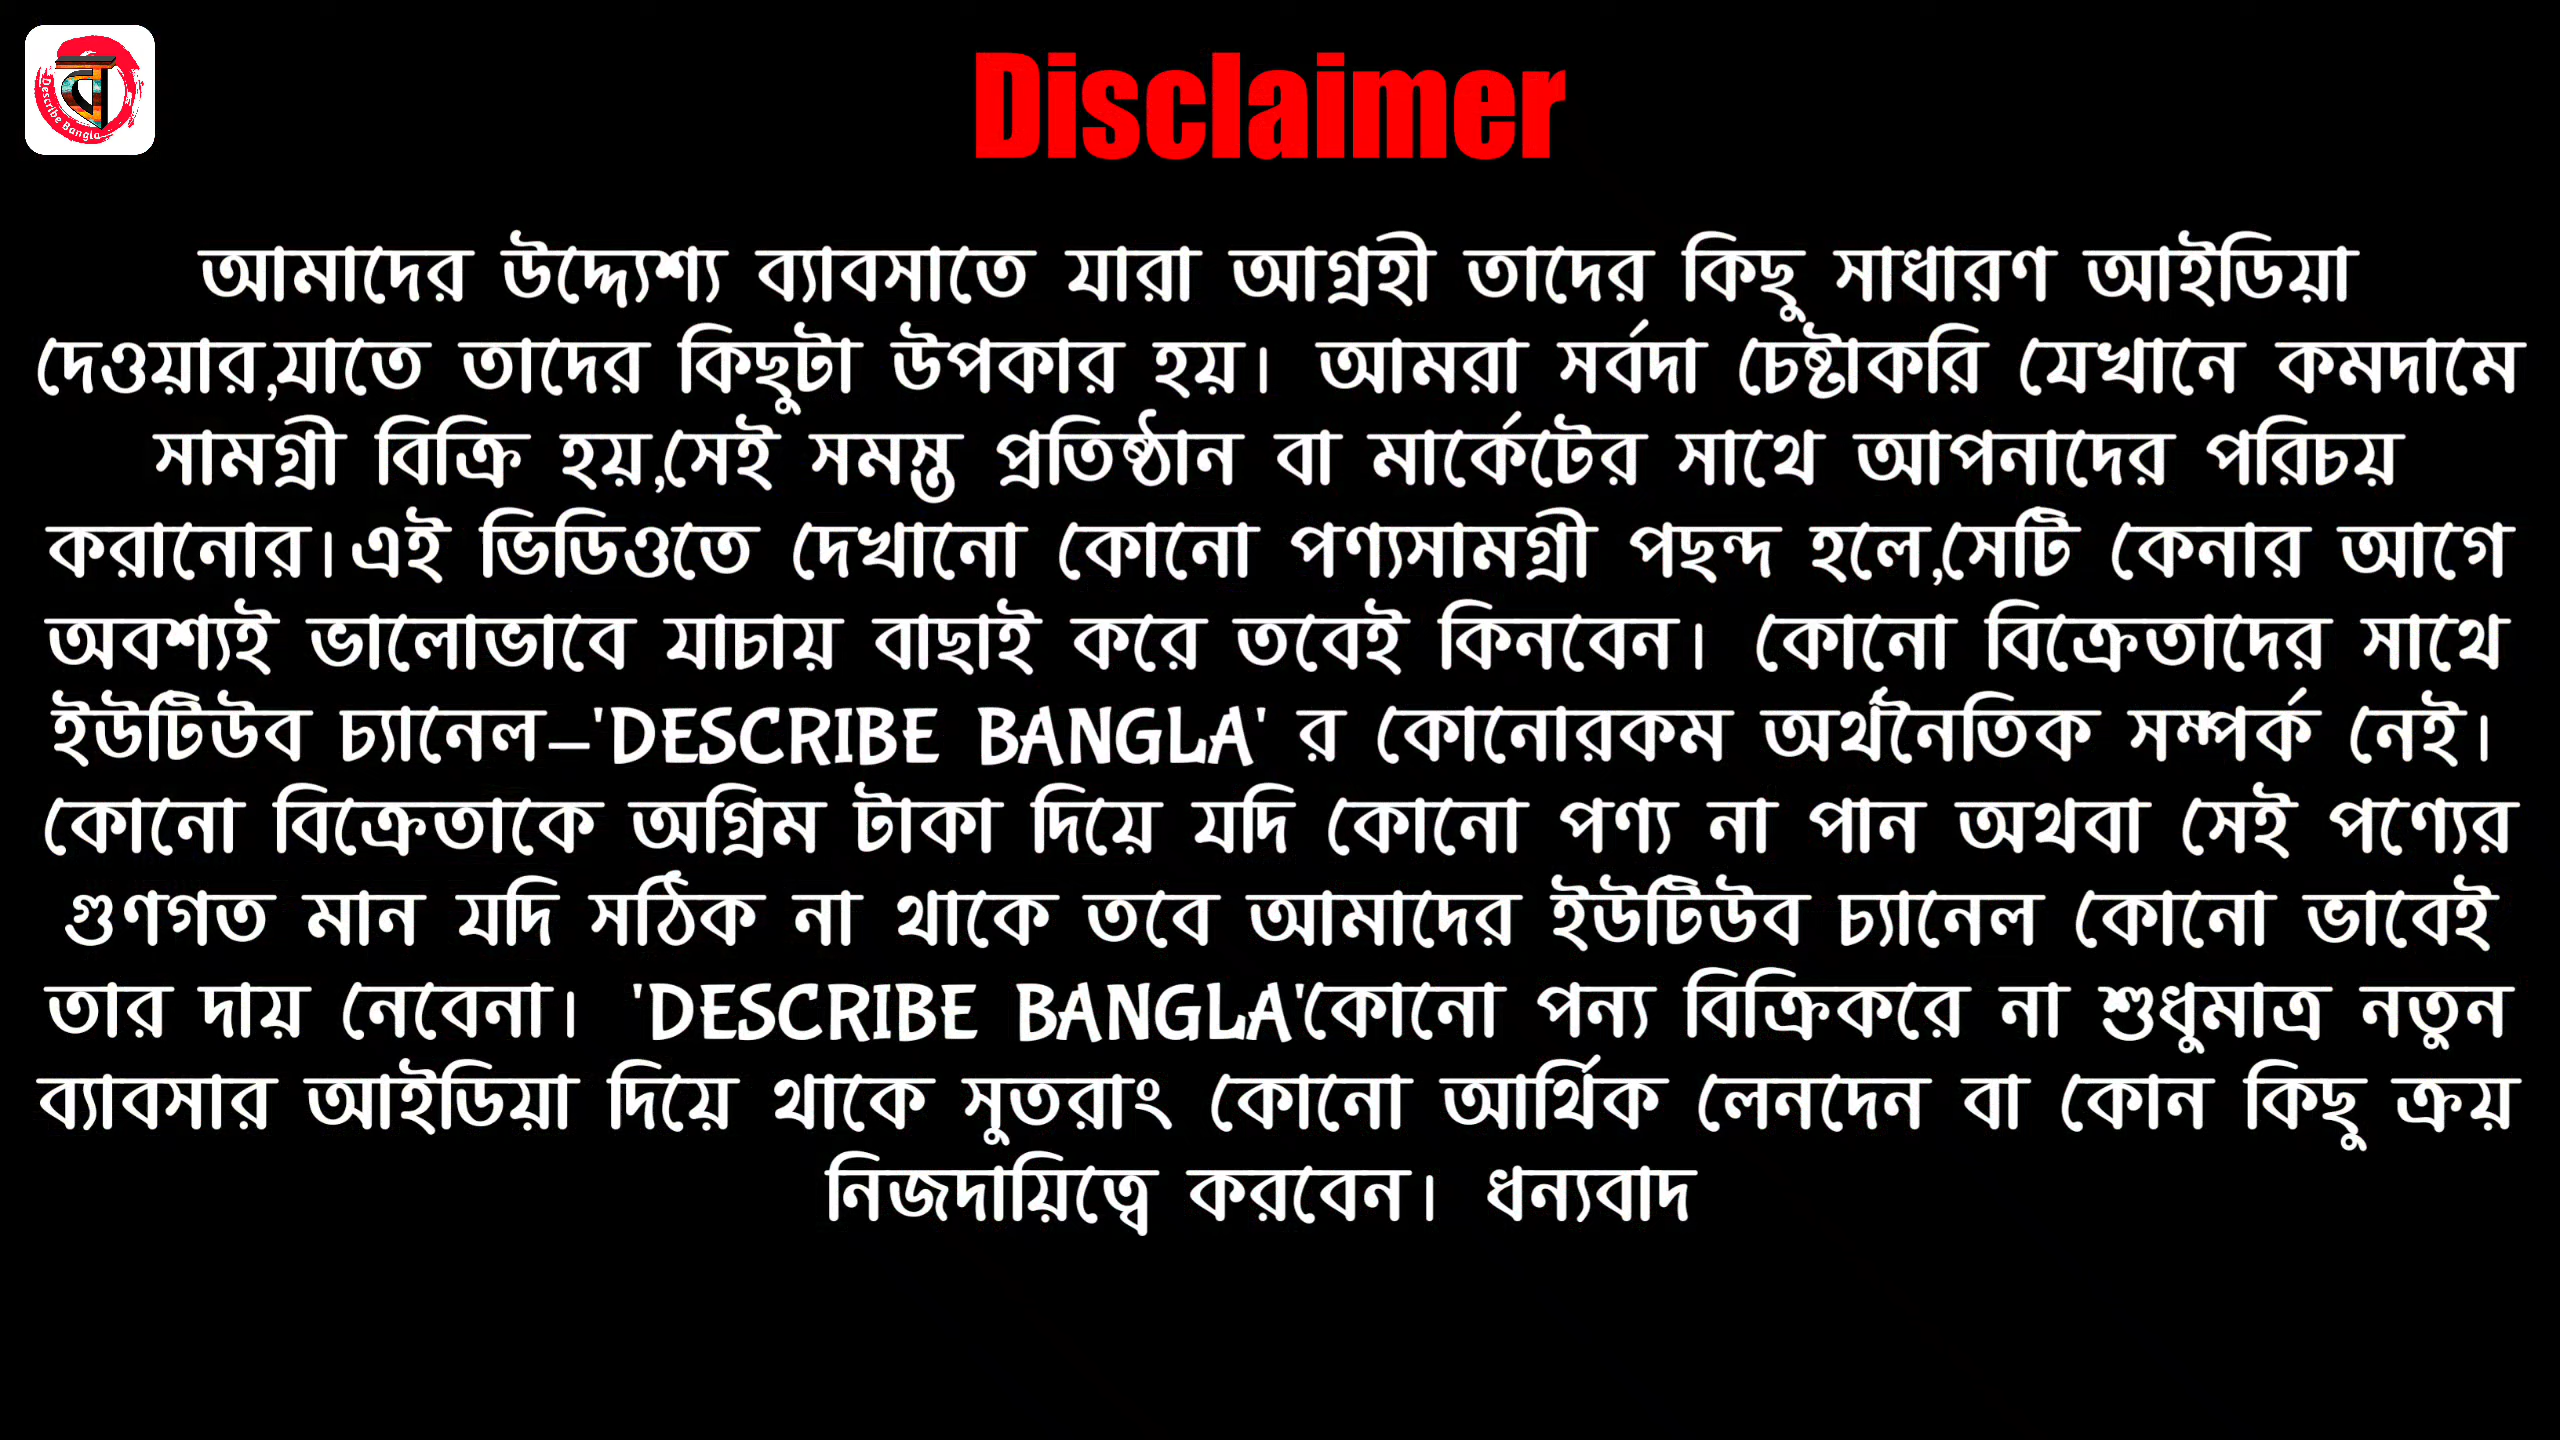 Disclaimer
ব
Describe Bangla
আমাদের উদ্দ্যেশ্য ব্যাবসাতে যারা আগ্রহী তাদের কিছু সাধারণ আইডিয়া
দেওয়ার,যাতে তাদের কিছুটা উপকার হয়। আমরা সর্বদা চেষ্টাকরি যেখানে কমদামে
সামগ্রী বিক্রি হয়,সেই সমস্ত প্রতিষ্ঠান বা মার্কেটের সাথে আপনাদের পরিচয়
করানোর।এই ভিডিওতে দেখানো কোনো পণ্যসামগ্রী পছন্দ হলে,সেটি কেনার আগে
অবশ্যই ভালোভাবে যাচায় বাছাই করে তবেই কিনবেন। কোনো বিক্রেতাদের সাথে
ইউটিউব চ্যানেল–'DESCRIBE BANGLA' র কোনোরকম অর্থনৈতিক সম্পর্ক নেই।
কোনো বিক্রেতাকে অগ্রিম টাকা দিয়ে যদি কোনো পণ্য না পান অথবা সেই পণ্যের
গুণগত মান যদি সঠিক না থাকে তবে আমাদের ইউটিউব চ্যানেল কোনো ভাবেই
তার দায় নেবেনা। 'DESCRIBE BANGLA'কোনো পন্য বিক্রিকরে না শুধুমাত্র নতুন
ব্যাবসার আইডিয়া দিয়ে থাকে সুতরাং কোনো আর্থিক লেনদেন বা কোন কিছু ক্রয়
নিজদায়িত্বে করবেন। ধন্যবাদ